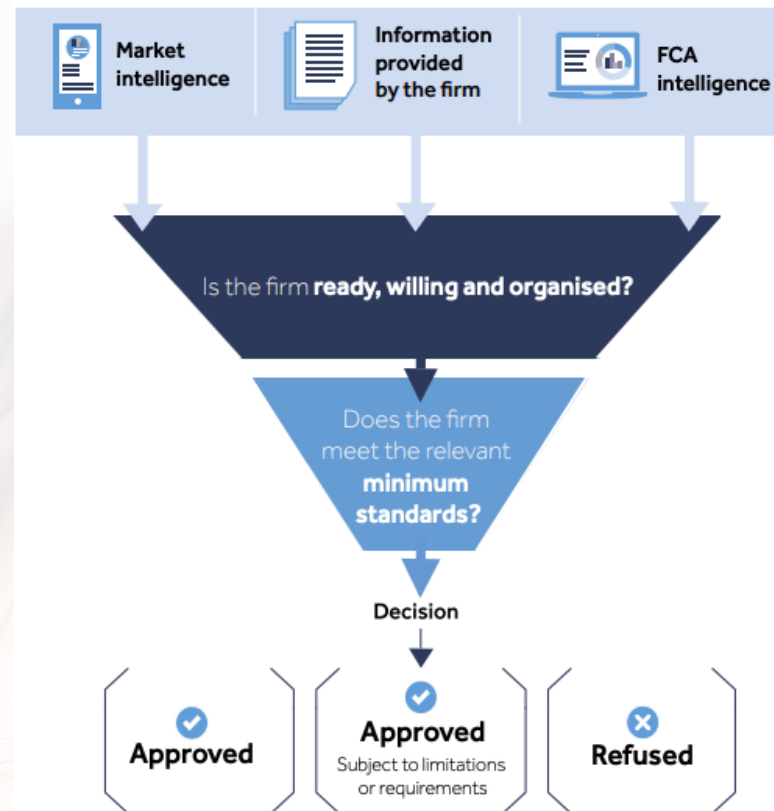 Market
intelligence
Information
provided
by the firm
FCA
intelligence
Is the firm ready, willing and organised?
Does the firm
meet the relevant
minimum
standards?
Decision
Approved
Approved
Subject to limitations
or requirements
Refused